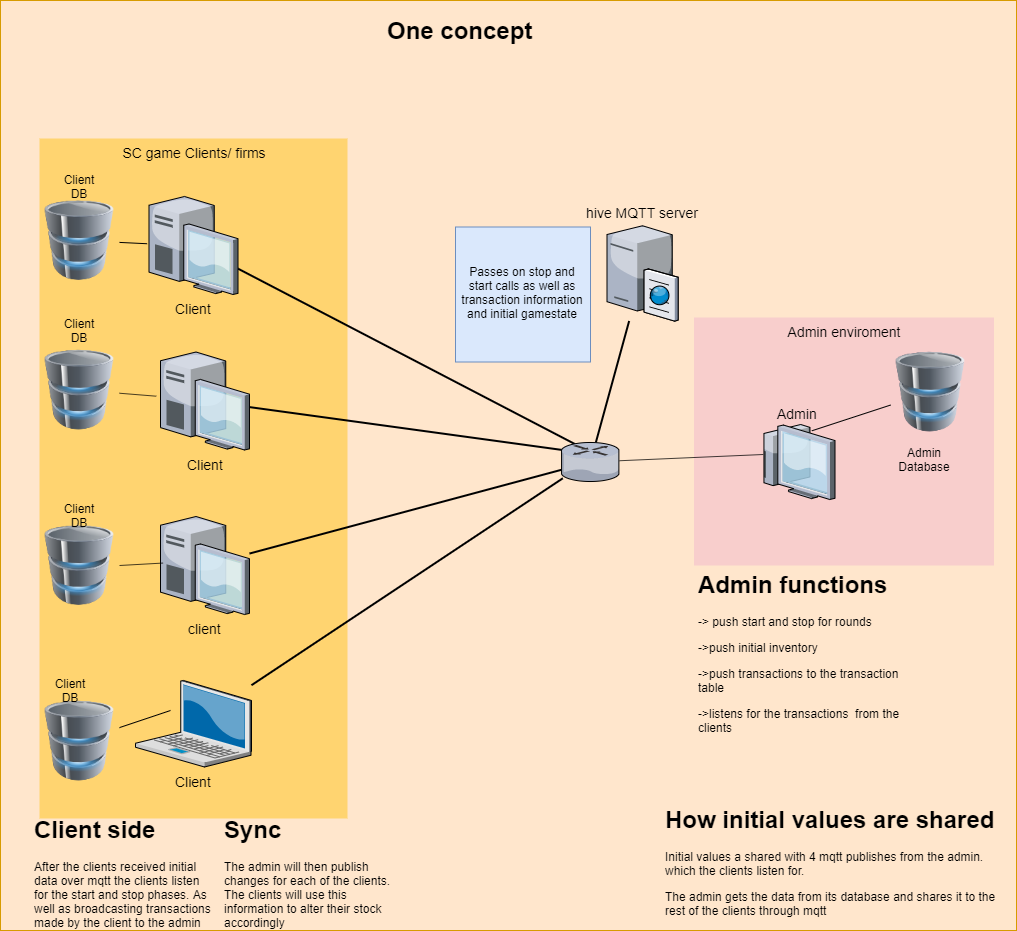 One concept
SC game Clients/ firms
Client
DB
Client
Client
DB
Client
Client
DB
client
Client
DB
Client
hive MQTT server
Passes on stop and
start calls as well as
transaction information
and initial gamestate
Admin enviroment
Admin
Admin
Database
Admin functions
-> push start and stop for rounds
->push initial inventory
->push transactions to the transaction
table
->listens for the transactions  from the
clients
Client side
After the clients received initial
data over mqtt the clients listen
for the start and stop phases. As
well as broadcasting transactions
made by the client to the admin
Sync
The admin will then publish
changes for each of the clients.
The clients will use this
information to alter their stock
accordingly
How initial values are shared
Initial values a shared with 4 mqtt publishes from the admin.
which the clients listen for.
The admin gets the data from its database and shares it to the
rest of the clients through mqtt